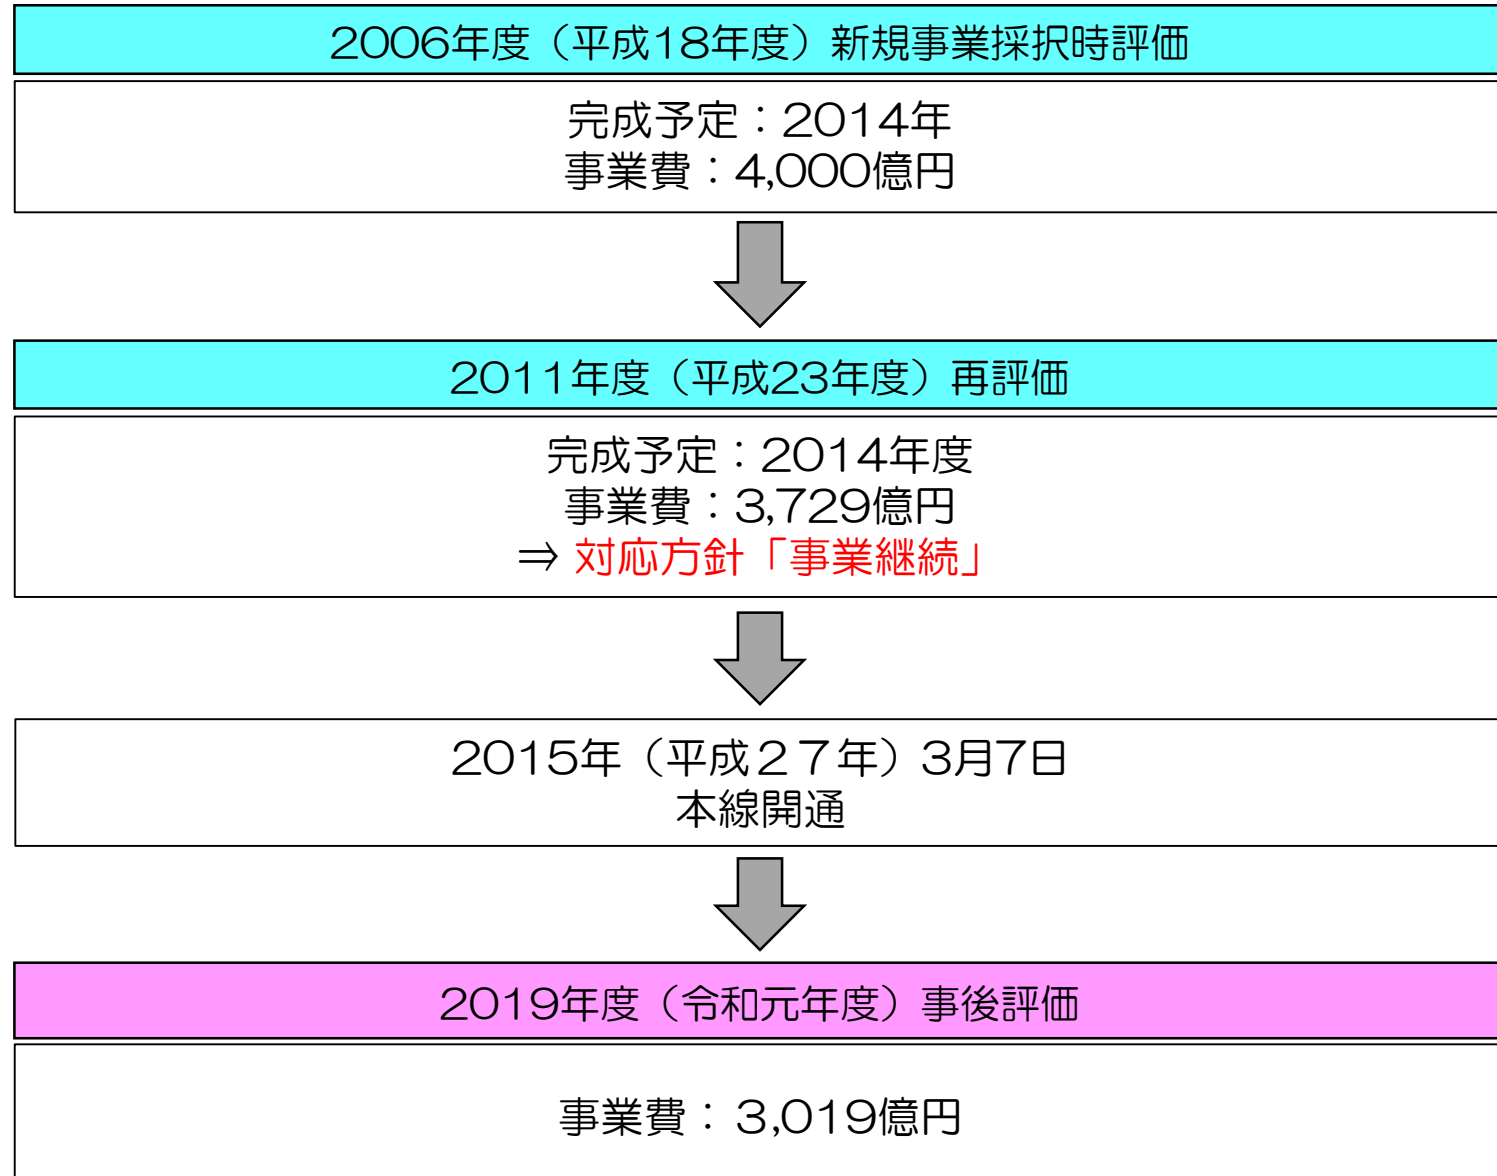 2006年度（平成18年度）新規事業採択時評価
完成予定：2014年
事業費：4,000億円
2011年度（平成23年度）再評価
完成予定：2014年度
事業費：3,729億円
⇒ 対応方針「事業継続」
2015年（平成２７年）3月7日
本線開通
2019年度（令和元年度）事後評価
事業費：3,019億円